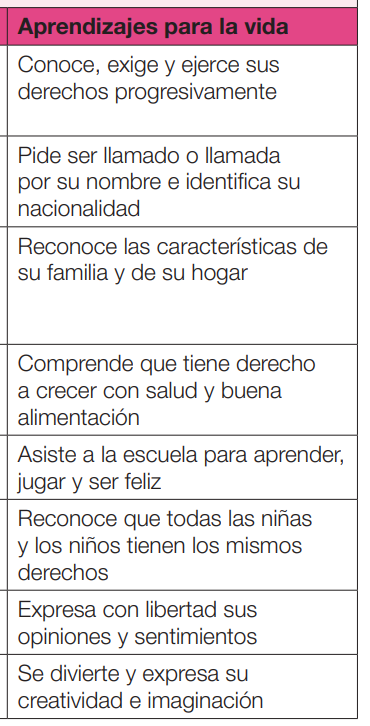 Aprendizajes para la vida
Conoce, exige y ejerce sus
derechos progresivamente
Pide ser llamado o llamada
por su nombre e identifica su
nacionalidad
Reconoce las características de
su familia y de su hogar
Comprende que tiene derecho
a crecer con salud y buena
alimentación
Asiste a la escuela para aprender,
jugar y ser feliz
Reconoce que todas las niñas
y los niños tienen los mismos
derechos
Expresa con libertad sus
opiniones y sentimientos
Se divierte y expresa su
creatividad e imaginación